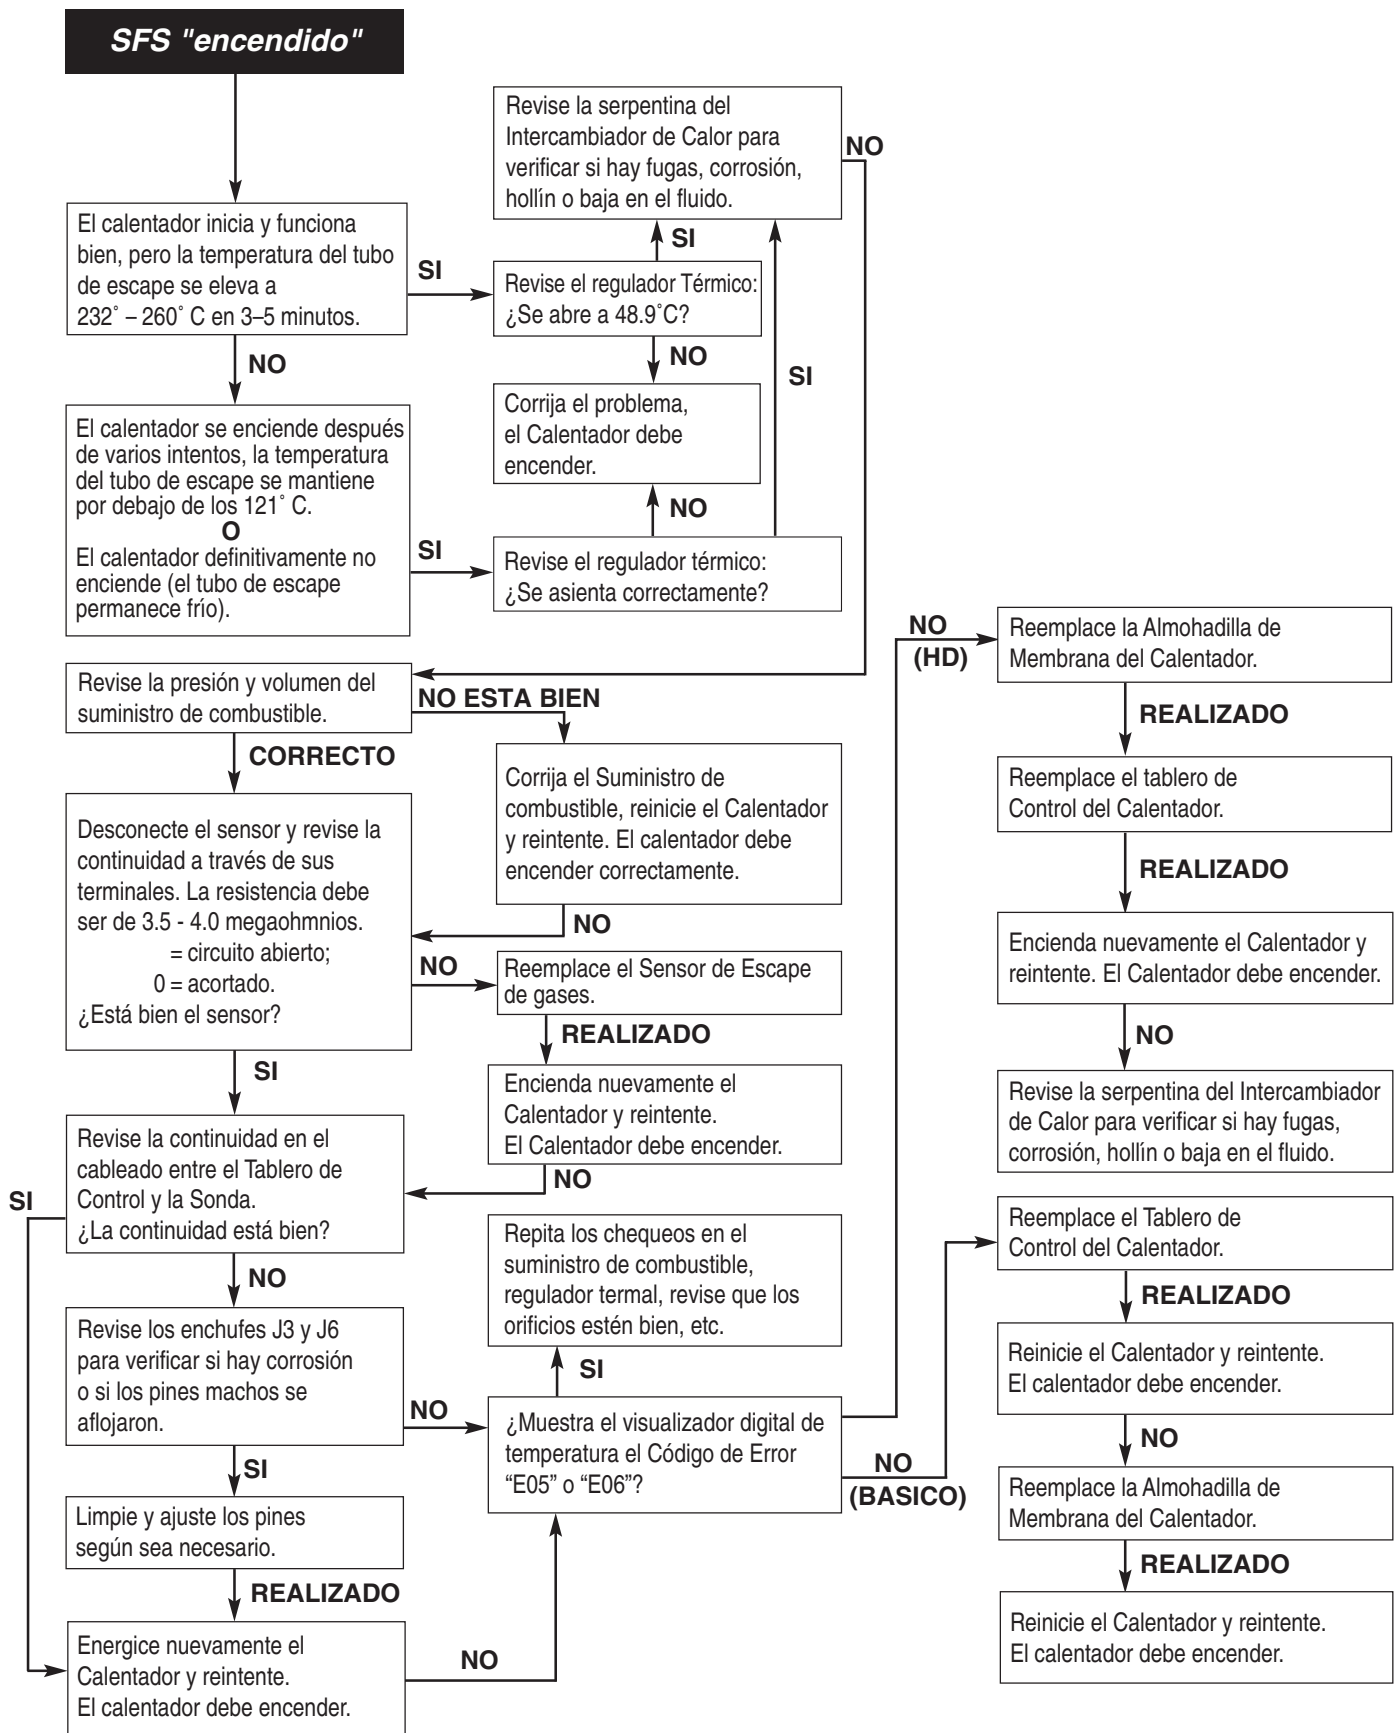 SFS "encendido"
El calentador inicia y funciona
bien, pero la temperatura del tubo
de escape se eleva a
232˚ – 260˚ C en 3–5 minutos.
SI
NO
Revise la serpentina del
Intercambiador de Calor para
verificar si hay fugas, corrosión,
hollín o baja en el fluido.
NO
SI
Revise el regulador Térmico:
¿Se abre a 48.9˚C?
NO
SI
Corrija el problema,
el Calentador debe
encender.
NO
El calentador se enciende después
de varios intentos, la temperatura
del tubo de escape se mantiene
por debajo de los 121˚ C.
O
El calentador definitivamente no
enciende (el tubo de escape
permanece frío).
SI
Revise el regulador térmico:
¿Se asienta correctamente?
Revise la presión y volumen del
suministro de combustible.
NO ESTA BIEN
CORRECTO
Corrija el Suministro de
combustible, reinicie el Calentador
y reintente. El calentador debe
encender correctamente.
NO
Desconecte el sensor y revise la
continuidad a través de sus
terminales. La resistencia debe
ser de 3.5 - 4.0 megaohmnios.
= circuito abierto;
0 = acortado.
¿Está bien el sensor?
NO
SI
Reemplace el Sensor de Escape
de gases.
REALIZADO
Encienda nuevamente el
Calentador y reintente.
El Calentador debe encender.
NO
Revise la continuidad en el
cableado entre el Tablero de
Control y la Sonda.
¿La continuidad está bien?
SI
NO
Revise los enchufes J3 y J6
para verificar si hay corrosión
o si los pines machos se
aflojaron.
NO
SI
Limpie y ajuste los pines
según sea necesario.
REALIZADO
Energice nuevamente el
Calentador y reintente.
El calentador debe encender.
NO
Repita los chequeos en el
suministro de combustible,
regulador termal, revise que los
orificios estén bien, etc.
SI
¿Muestra el visualizador digital de
temperatura el Código de Error
“E05” o “E06”?
NO
(HD)
NO
(BASICO)
Reemplace la Almohadilla de
Membrana del Calentador.
REALIZADO
Reemplace el tablero de
Control del Calentador.
REALIZADO
Encienda nuevamente el Calentador y
reintente. El Calentador debe encender.
NO
Revise la serpentina del Intercambiador
de Calor para verificar si hay fugas,
corrosión, hollín o baja en el fluido.
Reemplace el Tablero de
Control del Calentador.
REALIZADO
Reinicie el Calentador y reintente.
El calentador debe encender.
NO
Reemplace la Almohadilla de
Membrana del Calentador.
REALIZADO
Reinicie el Calentador y reintente.
El calentador debe encender.